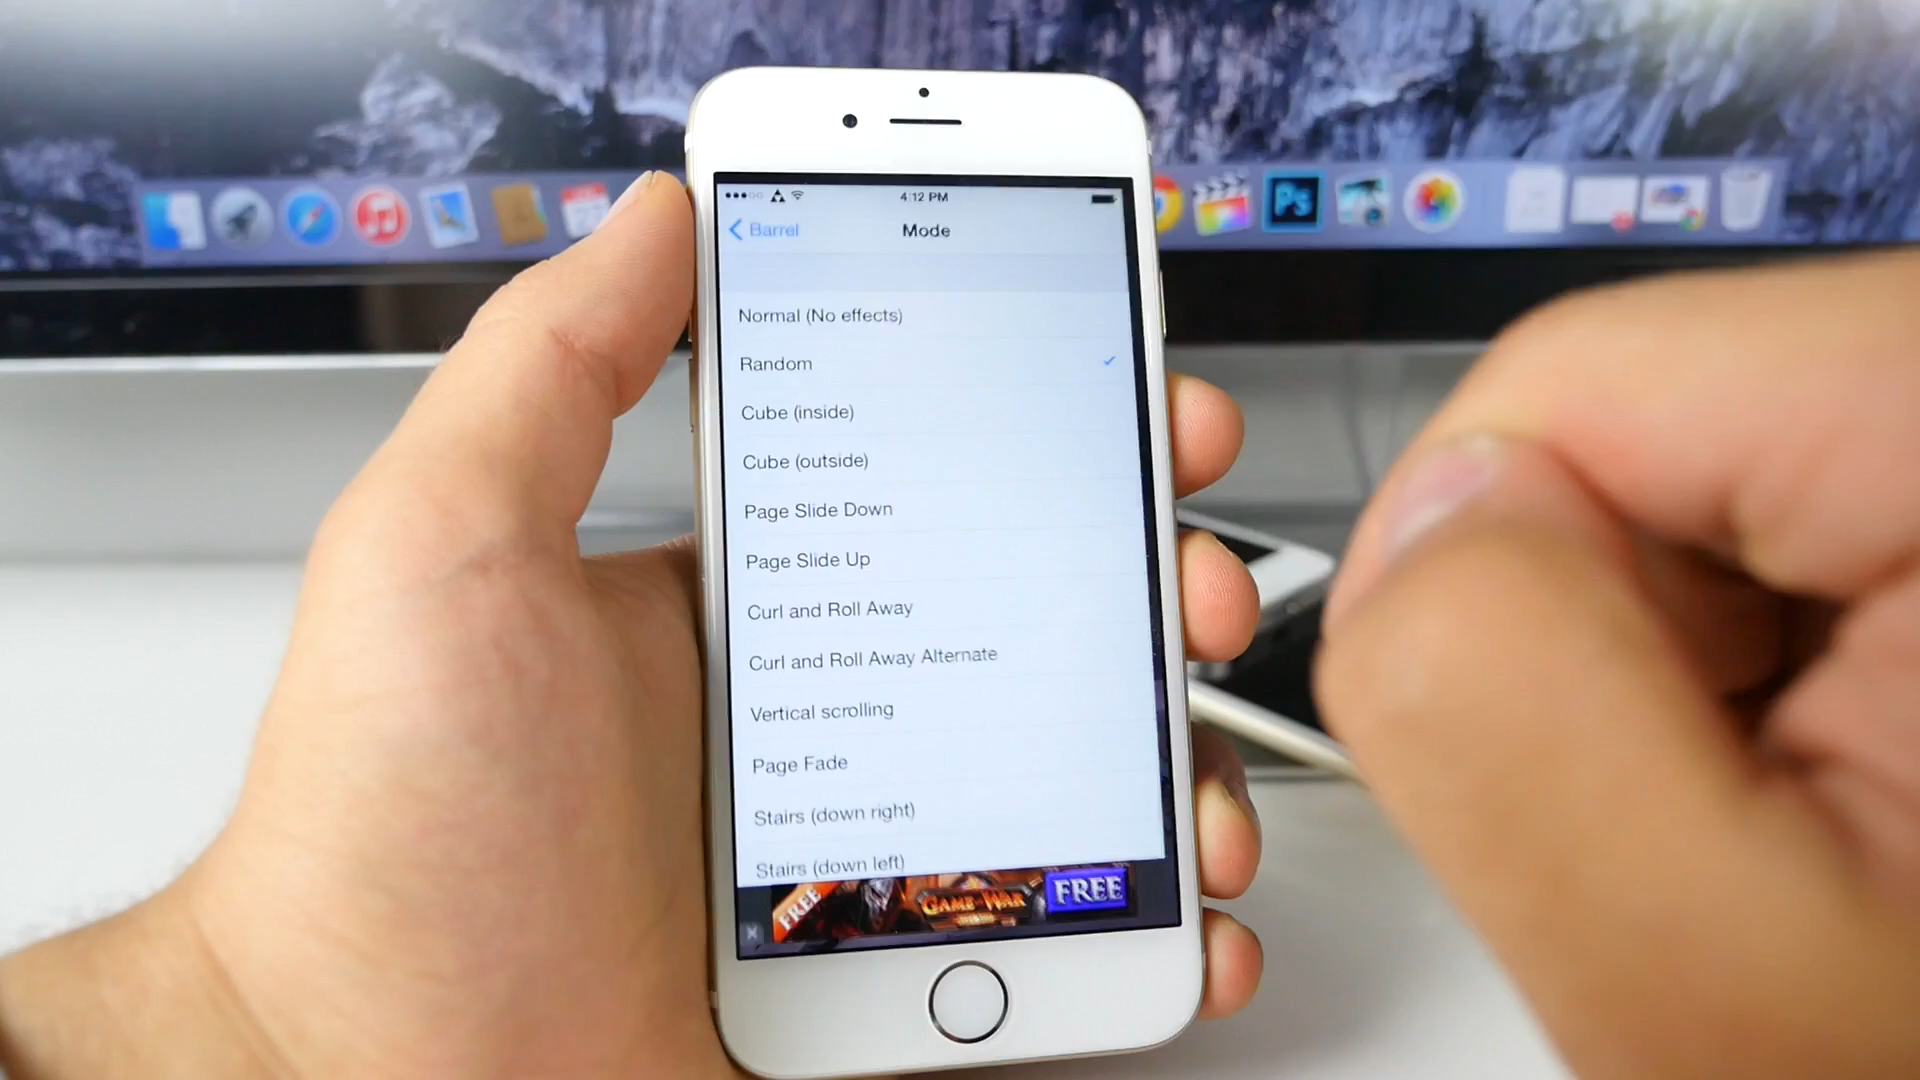 4:12 PM
Barrel
Mode
Normal (No effects)
Random
Cube (inside)
Cube (outside)
Page Slide Down
Page Slide Up
Curl and Roll Away
Curl and Roll Away Alternate
Vertical scrolling
Page Fade
Stairs (down right)
Stairs (down left)
FREE
GAME OF WAR
FREE
X
Ps